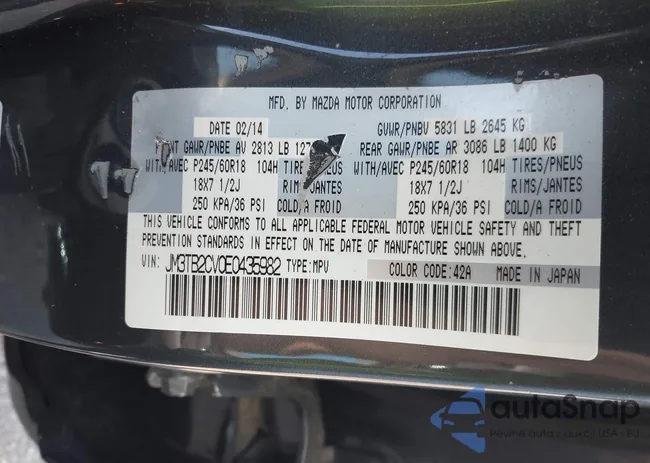 MFD. BY MAZDA MOTOR CORPORATION
DATE 02/14 GVWR/PNBV 5831 LB 2645 KG
GAWR/PNBE AV 2813 LB REAR GAWR/PNBE AR 3086 LB 1400 KG
WITH/AVEC P245/60R18 104H TIRES/PNEUS WITH/AVEC P245/60R18 104H TIRES/PNEUS
18X7 1/2J RIMS/JANTES 18X7 1/2J RIMS/JANTES
250 KPA/36 PSI COLD/A FROID 250 KPA/36 PSI COLD/A FROID
THIS VEHICLE CONFORMS TO ALL APPLICABLE FEDERAL MOTOR VEHICLE SAFETY AND THEFT
PREVENTION STANDARDS IN EFFECT ON THE DATE OF MANUFACTURE SHOWN ABOVE.
VIN: JM3TB2CV0E0435982 TYPE: MPV COLOR CODE: 42A MADE IN JAPAN
autoSnap